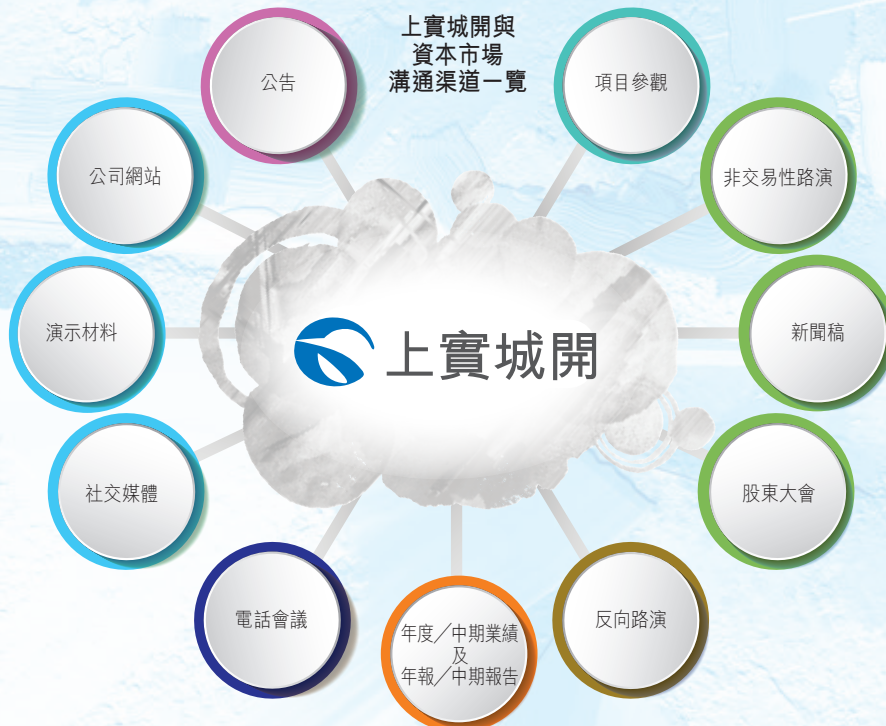 上實城開與
資本市場
溝通渠道一覽
公告
項目參觀
公司網站
非交易性路演
演示材料
上實城開
新聞稿
社交媒體
股東大會
電話會議
年度╱中期業績
及
年報╱中期報告
反向路演